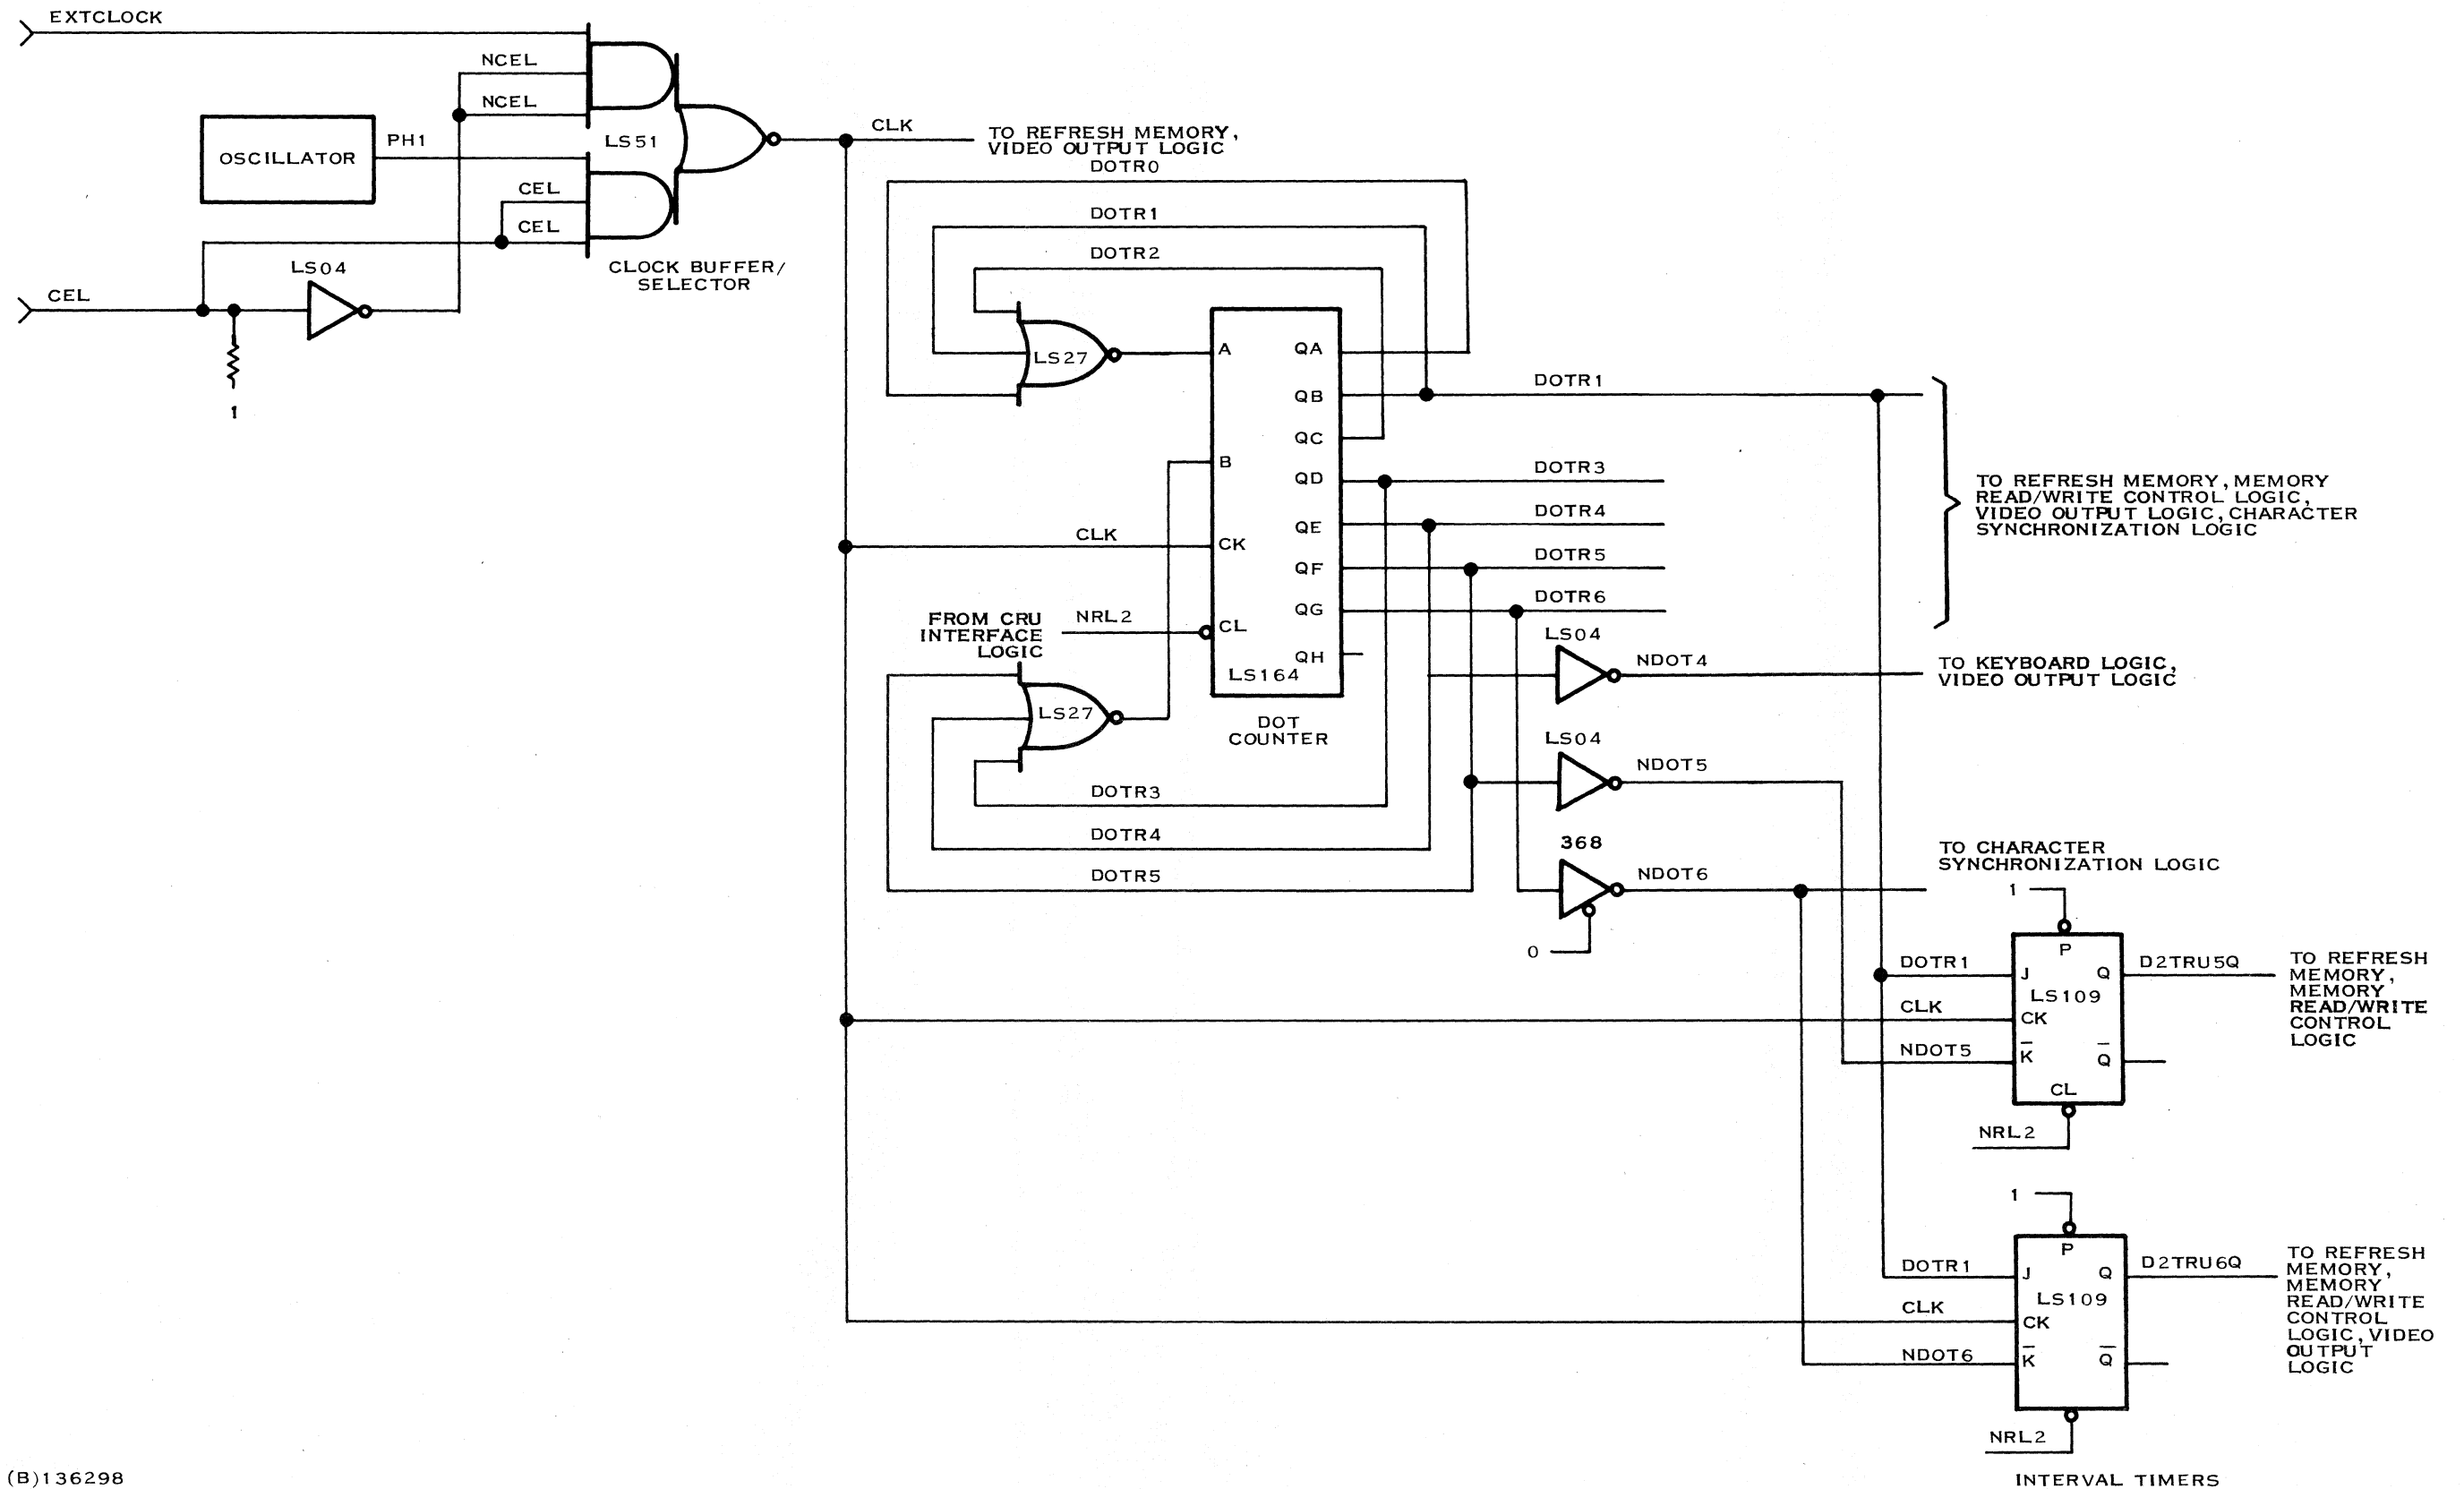 EXTCLOCK
NCEL
NCEL
OSCILLATOR
PH1
LS51
CEL
CEL
LS04
CEL
1
CLOCK BUFFER/
SELECTOR
CLK
TO REFRESH MEMORY,
VIDEO OUTPUT LOGIC
DOTR0
DOTR1
DOTR2
LS27
A
B
CK
CL
QA
QB
QC
QD
QE
QF
QG
QH
LS164
DOT
COUNTER
CLK
FROM CRU
INTERFACE
LOGIC
NRL2
LS27
DOTR3
DOTR4
DOTR5
DOTR1
DOTR3
DOTR4
DOTR5
DOTR6
TO REFRESH MEMORY, MEMORY
READ/WRITE CONTROL LOGIC,
VIDEO OUTPUT LOGIC, CHARACTER
SYNCHRONIZATION LOGIC
LS04
NDOT4
TO KEYBOARD LOGIC,
VIDEO OUTPUT LOGIC
LS04
NDOT5
368
NDOT6
0
TO CHARACTER
SYNCHRONIZATION LOGIC
1
P
DOTR1
J
Q
D2TRU5Q
LS109
CLK
CK
NDOT5
K̅
Q̅
CL
NRL2
TO REFRESH
MEMORY,
MEMORY
READ/WRITE
CONTROL
LOGIC
1
P
DOTR1
J
Q
D2TRU6Q
LS109
CLK
CK
NDOT6
K̅
Q̅
NRL2
TO REFRESH
MEMORY,
MEMORY
READ/WRITE
CONTROL
LOGIC, VIDEO
OUTPUT
LOGIC
(B)136298
INTERVAL TIMERS